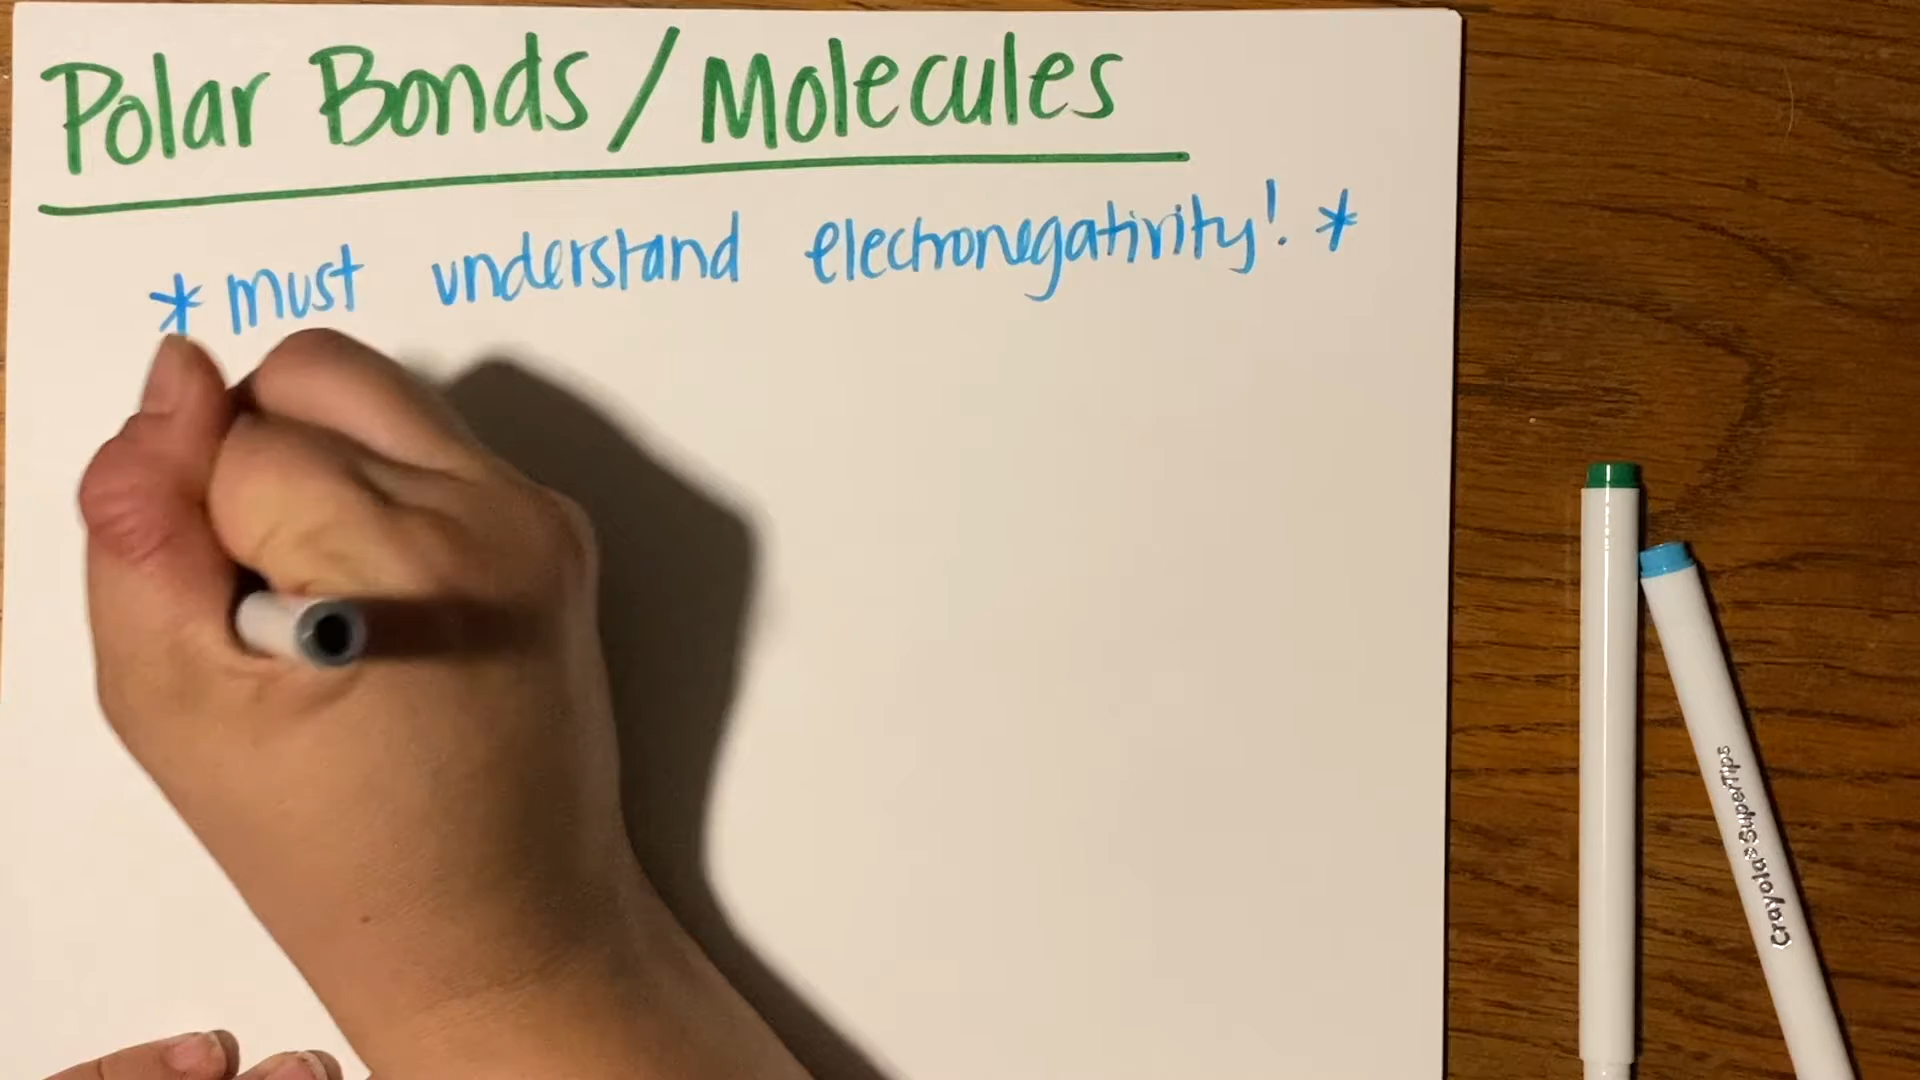 Polar Bonds / Molecules
* must understand electronegativity! *
Crayola SuperTips